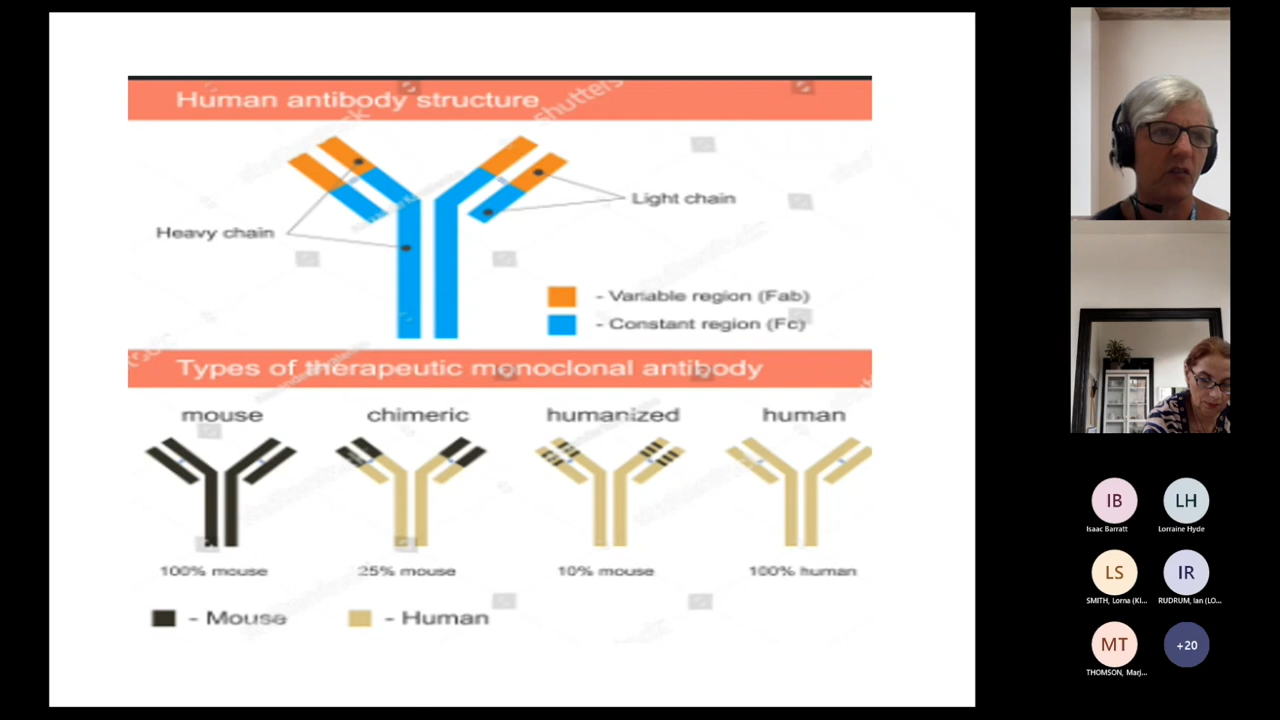 Human antibody structure
Heavy chain
Light chain
- Variable region (Fab)
- Constant region (Fc)
Types of therapeutic monoclonal antibody
mouse chimeric humanized human
100% mouse 25% mouse 10% mouse 100% human
- Mouse - Human
IB LH
Isaac Barratt Lorraine Hyde
LS IR
SMITH, Lorna (KI... RUDRUM, Ian (LO...
MT +20
THOMSON, Marj...